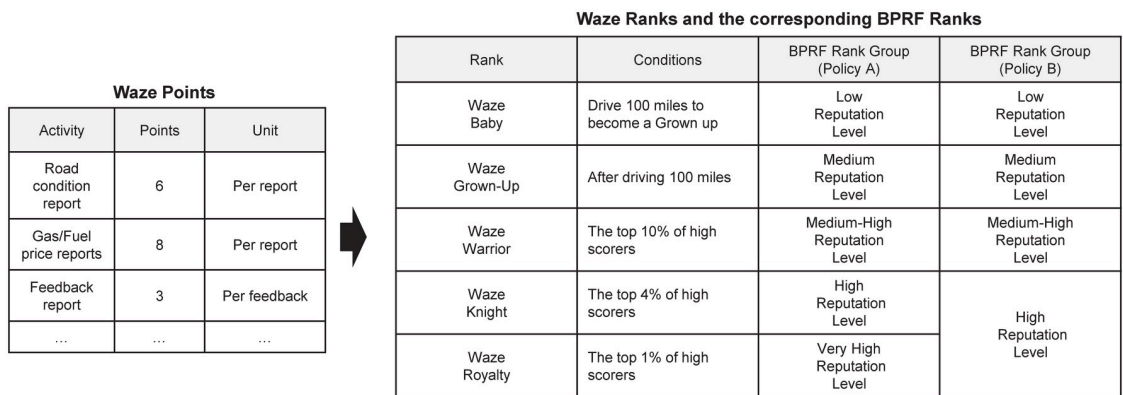 Waze Points
Activity
Points
Unit
Road
condition
report
6
Per report
Gas/Fuel
price reports
8
Per report
Feedback
report
3
Per feedback
...
...
...
Waze Ranks and the corresponding BPRF Ranks
Rank
Conditions
BPRF Rank Group
(Policy A)
BPRF Rank Group
(Policy B)
Waze
Baby
Drive 100 miles to
become a Grown up
Low
Reputation
Level
Low
Reputation
Level
Waze
Grown-Up
After driving 100 miles
Medium
Reputation
Level
Medium
Reputation
Level
Waze
Warrior
The top 10% of high
scorers
Medium-High
Reputation
Level
Medium-High
Reputation
Level
Waze
Knight
The top 4% of high
scorers
High
Reputation
Level
High
Reputation
Level
Waze
Royalty
The top 1% of high
scorers
Very High
Reputation
Level